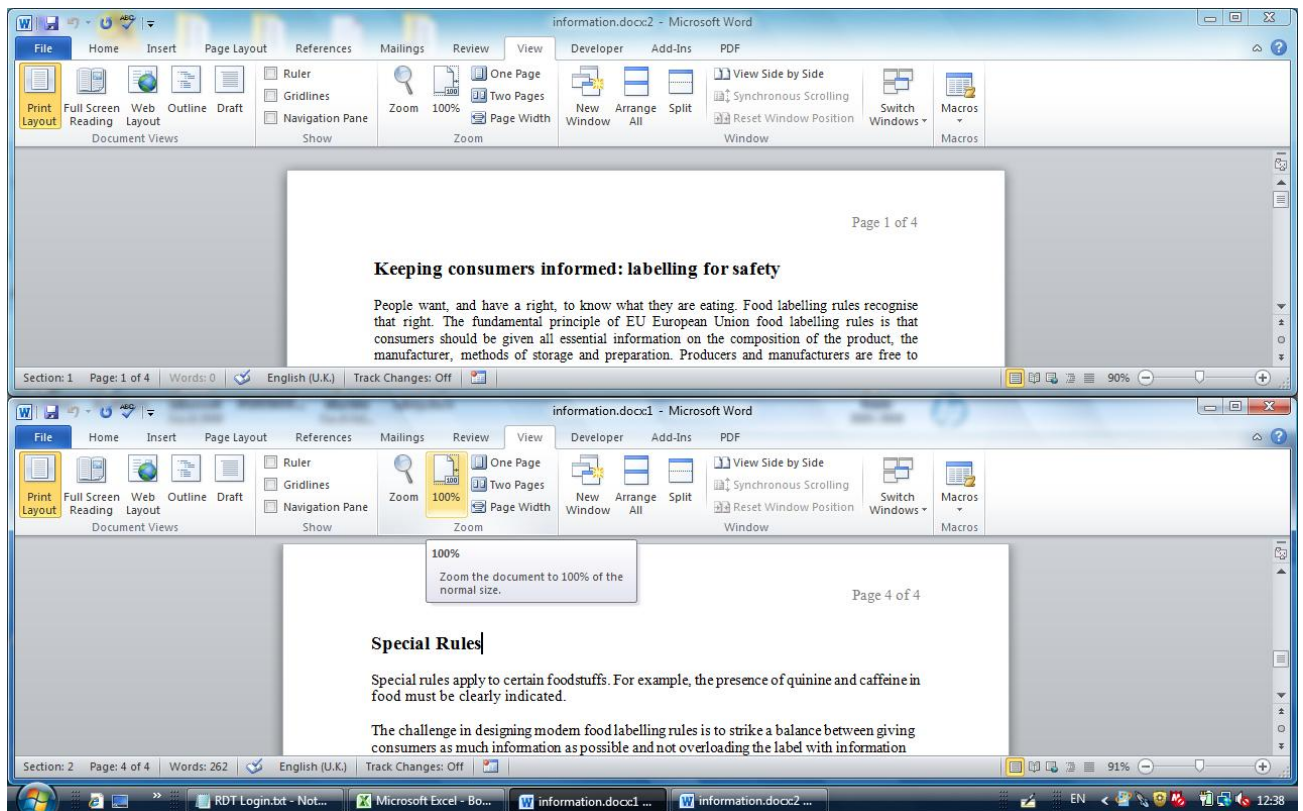 information.docx:2 - Microsoft Word
File Home Insert Page Layout References Mailings Review View Developer Add-Ins PDF
Print Layout
Full Screen Reading
Web Layout
Outline
Draft
Document Views
Ruler
Gridlines
Navigation Pane
Show
Zoom
100%
One Page
Two Pages
Page Width
Zoom
New Window
Arrange All
Split
View Side by Side
Synchronous Scrolling
Reset Window Position
Switch Windows
Window
Macros
Macros
Page 1 of 4
Keeping consumers informed: labelling for safety
People want, and have a right, to know what they are eating. Food labelling rules recognise
that right. The fundamental principle of EU European Union food labelling rules is that
consumers should be given all essential information on the composition of the product, the
manufacturer, methods of storage and preparation. Producers and manufacturers are free to
Section: 1 Page: 1 of 4 Words: 0 English (U.K.) Track Changes: Off 90%
information.docx:1 - Microsoft Word
File Home Insert Page Layout References Mailings Review View Developer Add-Ins PDF
Print Layout
Full Screen Reading
Web Layout
Outline
Draft
Document Views
Ruler
Gridlines
Navigation Pane
Show
Zoom
100%
One Page
Two Pages
Page Width
Zoom
New Window
Arrange All
Split
View Side by Side
Synchronous Scrolling
Reset Window Position
Switch Windows
Window
Macros
Macros
100%
Zoom the document to 100% of the
normal size.
Page 4 of 4
Special Rules
Special rules apply to certain foodstuffs. For example, the presence of quinine and caffeine in
food must be clearly indicated.
The challenge in designing modern food labelling rules is to strike a balance between giving
consumers as much information as possible and not overloading the label with information
Section: 2 Page: 4 of 4 Words: 262 English (U.K.) Track Changes: Off 91%
RDT Login.txt - Not... Microsoft Excel - Bo... information.docx:1 ... information.docx:2 ... EN 12:38